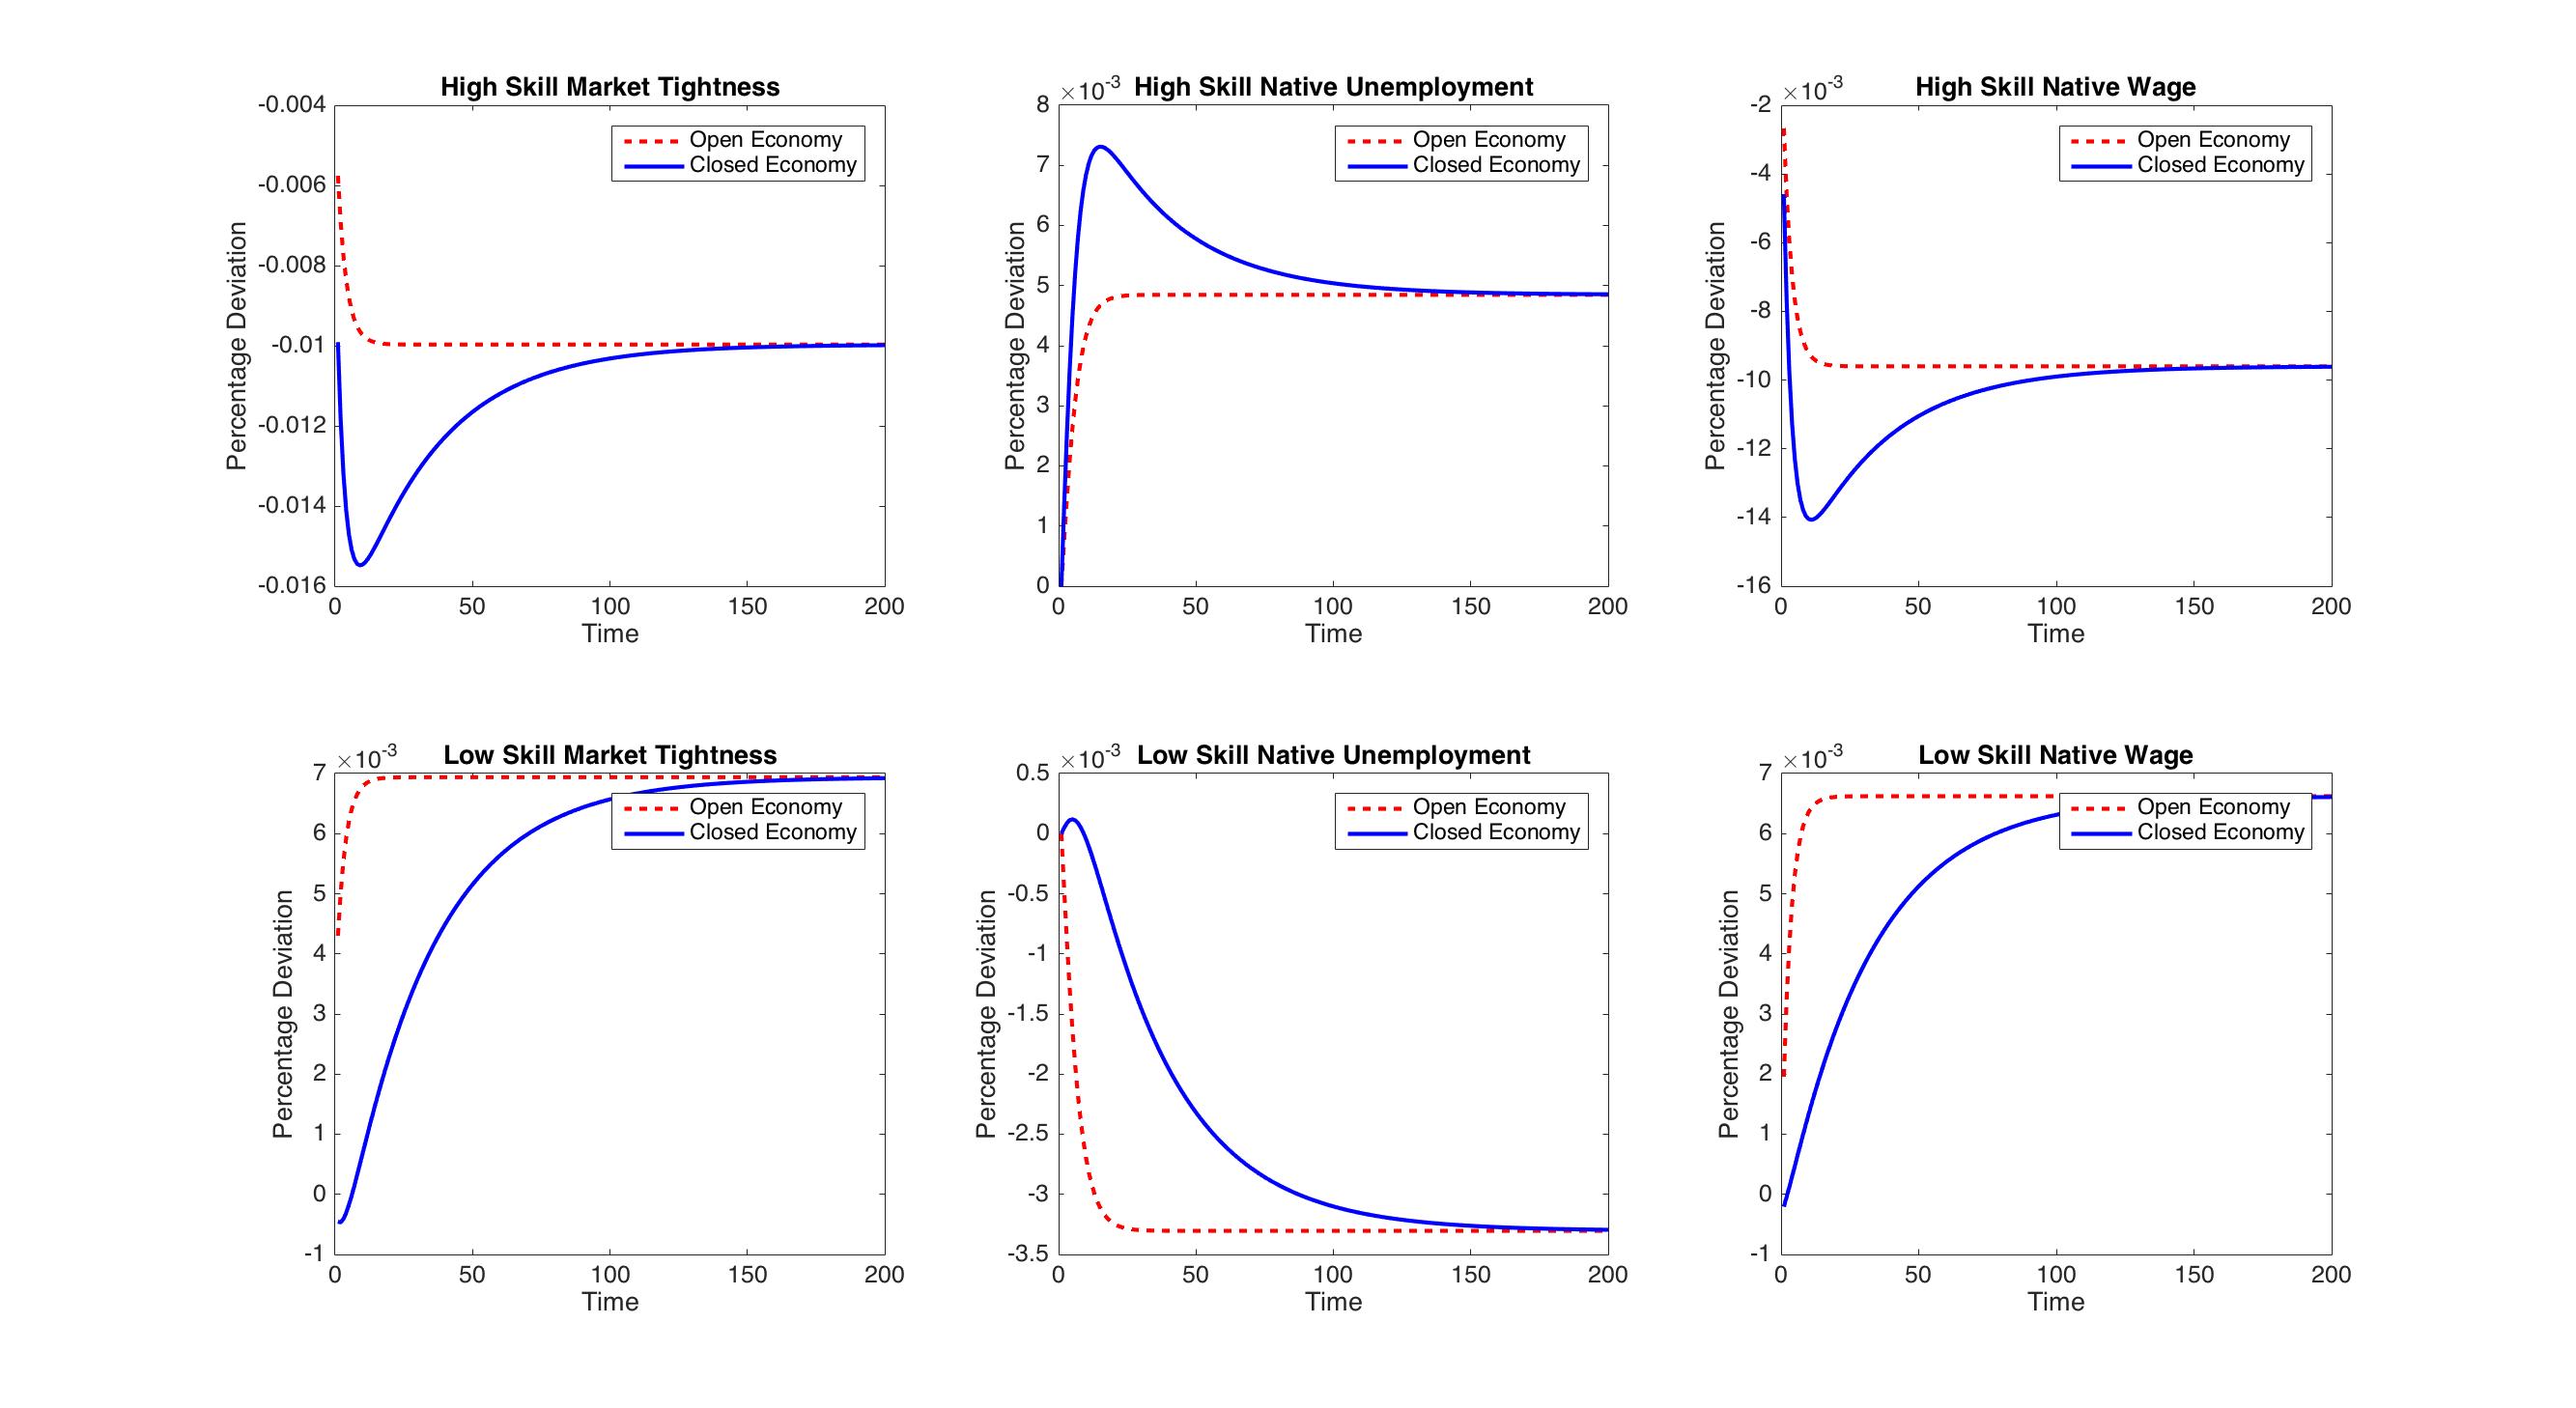 High Skill Market Tightness
-0.004
-0.006
-0.008
-0.01
-0.012
-0.014
-0.016
Percentage Deviation
Open Economy
Closed Economy
0 50 100 150 200
Time
×10-3 High Skill Native Unemployment
8
7
6
5
4
3
2
1
0
Percentage Deviation
Open Economy
Closed Economy
0 50 100 150 200
Time
×10-3 High Skill Native Wage
-2
-4
-6
-8
-10
-12
-14
-16
Percentage Deviation
Open Economy
Closed Economy
0 50 100 150 200
Time
×10-3 Low Skill Market Tightness
7
6
5
4
3
2
1
0
-1
Percentage Deviation
Open Economy
Closed Economy
0 50 100 150 200
Time
×10-3 Low Skill Native Unemployment
0.5
0
-0.5
-1
-1.5
-2
-2.5
-3
-3.5
Percentage Deviation
Open Economy
Closed Economy
0 50 100 150 200
Time
×10-3 Low Skill Native Wage
7
6
5
4
3
2
1
0
-1
Percentage Deviation
Open Economy
Closed Economy
0 50 100 150 200
Time